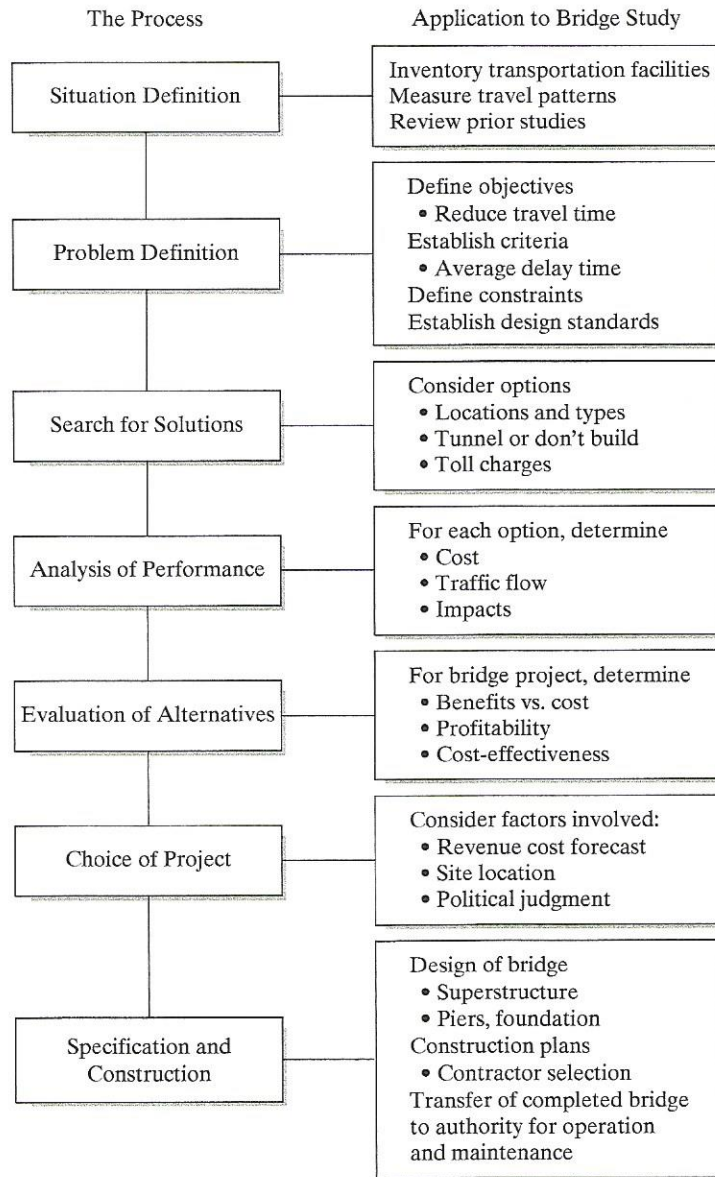 The Process
Application to Bridge Study
Situation Definition
Inventory transportation facilities
Measure travel patterns
Review prior studies
Problem Definition
Define objectives
• Reduce travel time
Establish criteria
• Average delay time
Define constraints
Establish design standards
Search for Solutions
Consider options
• Locations and types
• Tunnel or don't build
• Toll charges
Analysis of Performance
For each option, determine
• Cost
• Traffic flow
• Impacts
Evaluation of Alternatives
For bridge project, determine
• Benefits vs. cost
• Profitability
• Cost-effectiveness
Choice of Project
Consider factors involved:
• Revenue cost forecast
• Site location
• Political judgment
Specification and
Construction
Design of bridge
• Superstructure
• Piers, foundation
Construction plans
• Contractor selection
Transfer of completed bridge
to authority for operation
and maintenance